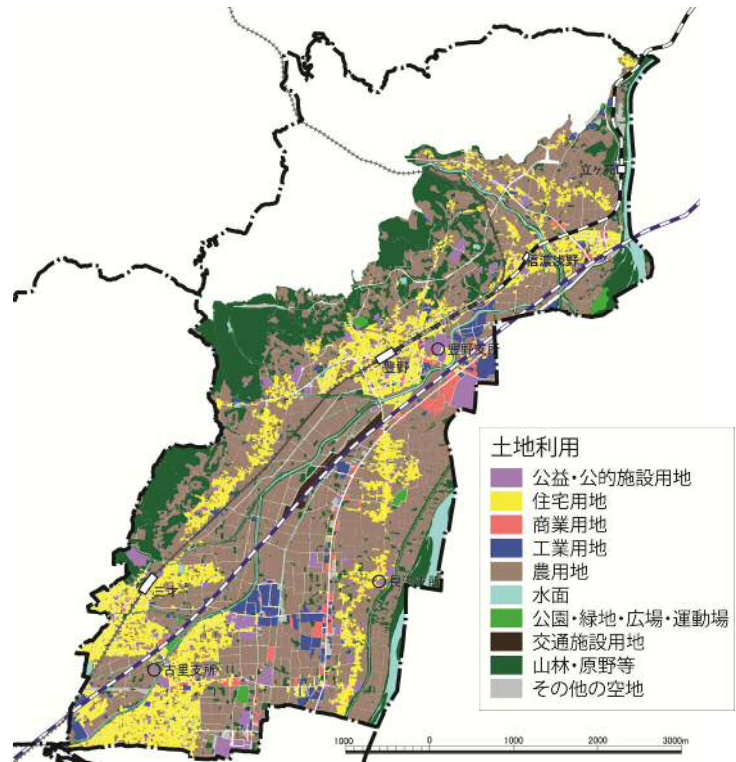 立ヶ花
信濃浅野
豊野支所
豊野
土地利用
公益・公的施設用地
住宅用地
商業用地
工業用地
農用地
水面
公園・緑地・広場・運動場
交通施設用地
山林・原野等
その他の空地
三才
長沼支所
古里支所
1000 0 1000 2000 3000m